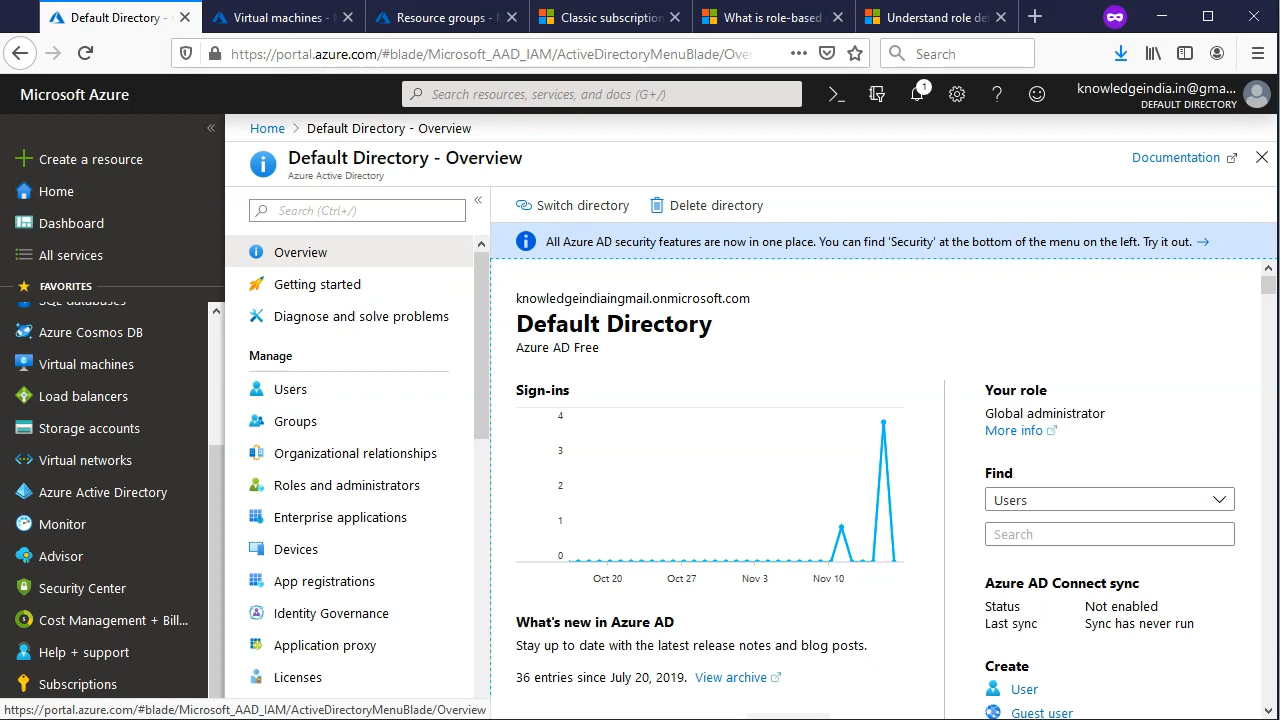 Default Directory -
Virtual machines -
Resource groups -
Classic subscription
What is role-based
Understand role de
https://portal.azure.com/#blade/Microsoft_AAD_IAM/ActiveDirectoryMenuBlade/Ove
Search
Microsoft Azure
Search resources, services, and docs (G+/)
1
knowledgeindia.in@gma...
DEFAULT DIRECTORY
Create a resource
Home
Dashboard
All services
FAVORITES
SQL databases
Azure Cosmos DB
Virtual machines
Load balancers
Storage accounts
Virtual networks
Azure Active Directory
Monitor
Advisor
Security Center
Cost Management + Bill...
Help + support
Subscriptions
Home > Default Directory - Overview
Default Directory - Overview
Azure Active Directory
Documentation
Search (Ctrl+/)
Overview
Getting started
Diagnose and solve problems
Manage
Users
Groups
Organizational relationships
Roles and administrators
Enterprise applications
Devices
App registrations
Identity Governance
Application proxy
Licenses
Switch directory
Delete directory
All Azure AD security features are now in one place. You can find 'Security' at the bottom of the menu on the left. Try it out. →
knowledgeindiaingmail.onmicrosoft.com
Default Directory
Azure AD Free
Sign-ins
4
3
2
1
0
Oct 20
Oct 27
Nov 3
Nov 10
What's new in Azure AD
Stay up to date with the latest release notes and blog posts.
36 entries since July 20, 2019. View archive
Your role
Global administrator
More info
Find
Users
Search
Azure AD Connect sync
Status Not enabled
Last sync Sync has never run
Create
User
Guest user
https://portal.azure.com/#blade/Microsoft_AAD_IAM/ActiveDirectoryMenuBlade/Overview